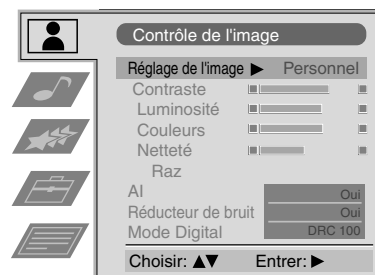 Contrôle de l'image
Réglage de l'image ▶ Personnel
Contraste
Luminosité
Couleurs
Netteté
Raz
AI Oui
Réducteur de bruit Oui
Mode Digital DRC 100
Choisir: ▲▼ Entrer: ▶